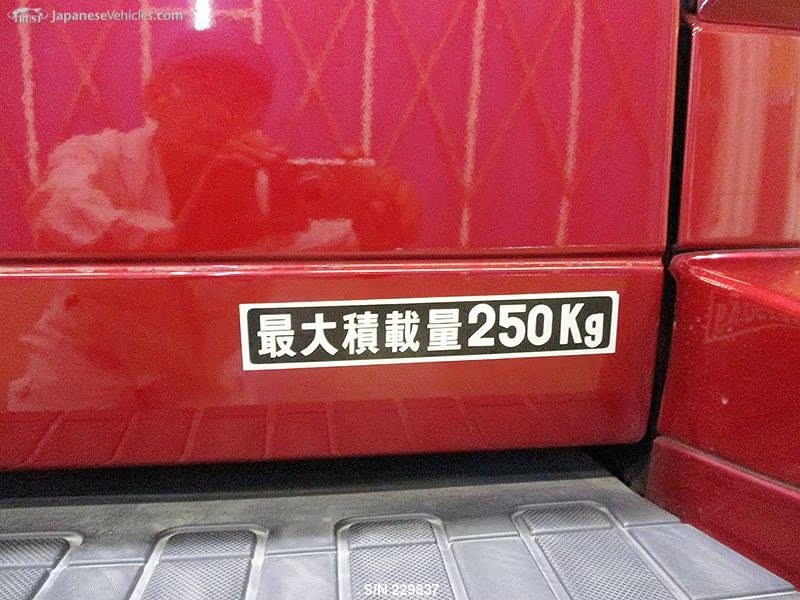 JapaneseVehicles.com
最大積載量250Kg
S/N 229837